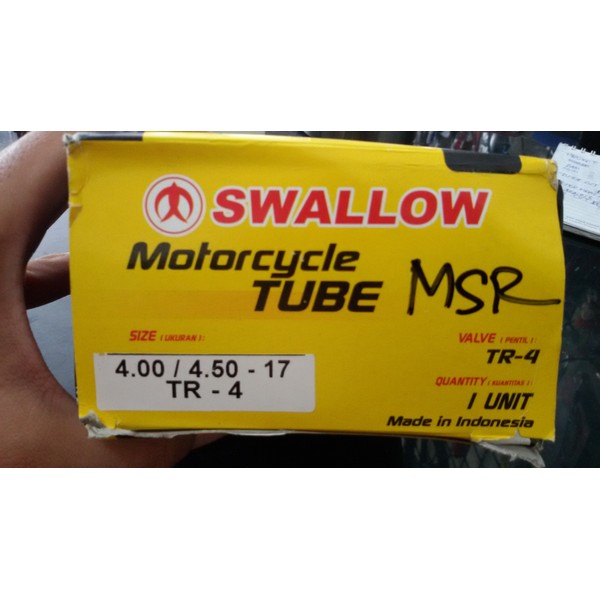 SWALLOW
Motorcycle
TUBE
MSR
SIZE ( UKURAN ):
4.00 / 4.50 - 17
TR - 4
VALVE ( PENTIL ):
TR-4
QUANTITY ( KUANTITAS ):
1 UNIT
Made in Indonesia